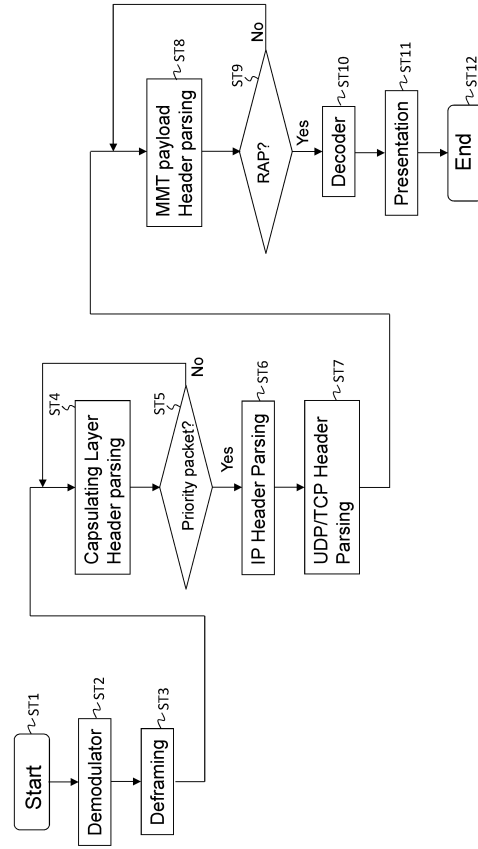 Start
ST1
Demodulator
ST2
Deframing
ST3
ST4
Capsulating Layer
Header parsing
ST5
Priority packet?
No
Yes
IP Header Parsing
ST6
UDP/TCP Header
Parsing
ST7
MMT payload
Header parsing
ST8
ST9
RAP?
No
Yes
Decoder
ST10
Presentation
ST11
End
ST12